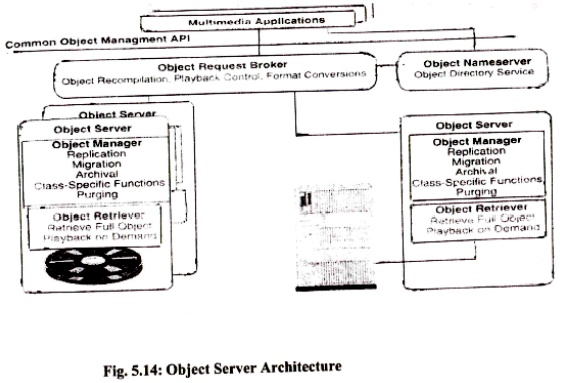 Multimedia Applications
Common Object Managment API
Object Request Broker
Object Recompilation, Playback Control, Format Conversions
Object Nameserver
Object Directory Service
Object Server
Object Server
Object Manager
Replication
Migration
Archival
Class-Specific Functions
Purging
Object Retriever
Retrieve Full Object
Playback on Demand
Object Server
Object Manager
Replication
Migration
Archival
Class-Specific Functions
Purging
Object Retriever
Retrieve Full Object
Playback on Demand
Fig. 5.14: Object Server Architecture